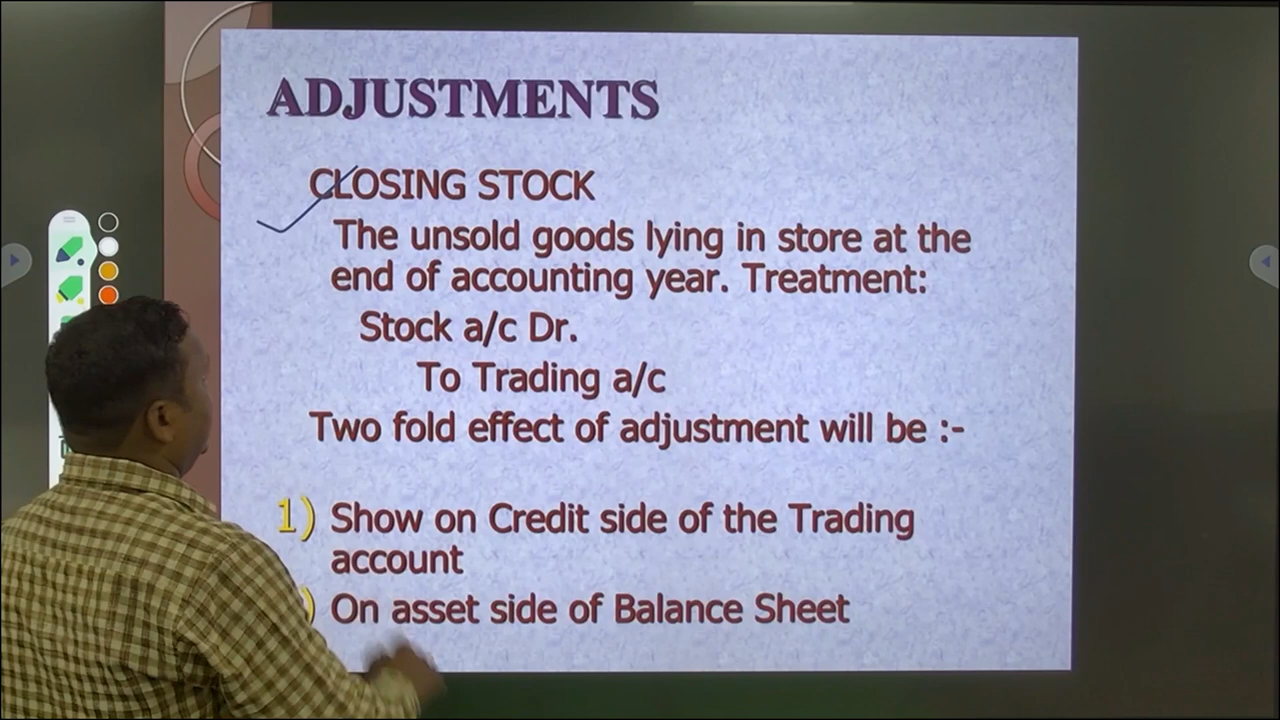 ADJUSTMENTS
CLOSING STOCK
The unsold goods lying in store at the
end of accounting year. Treatment:
Stock a/c Dr.
To Trading a/c
Two fold effect of adjustment will be :-
1) Show on Credit side of the Trading
account
) On asset side of Balance Sheet